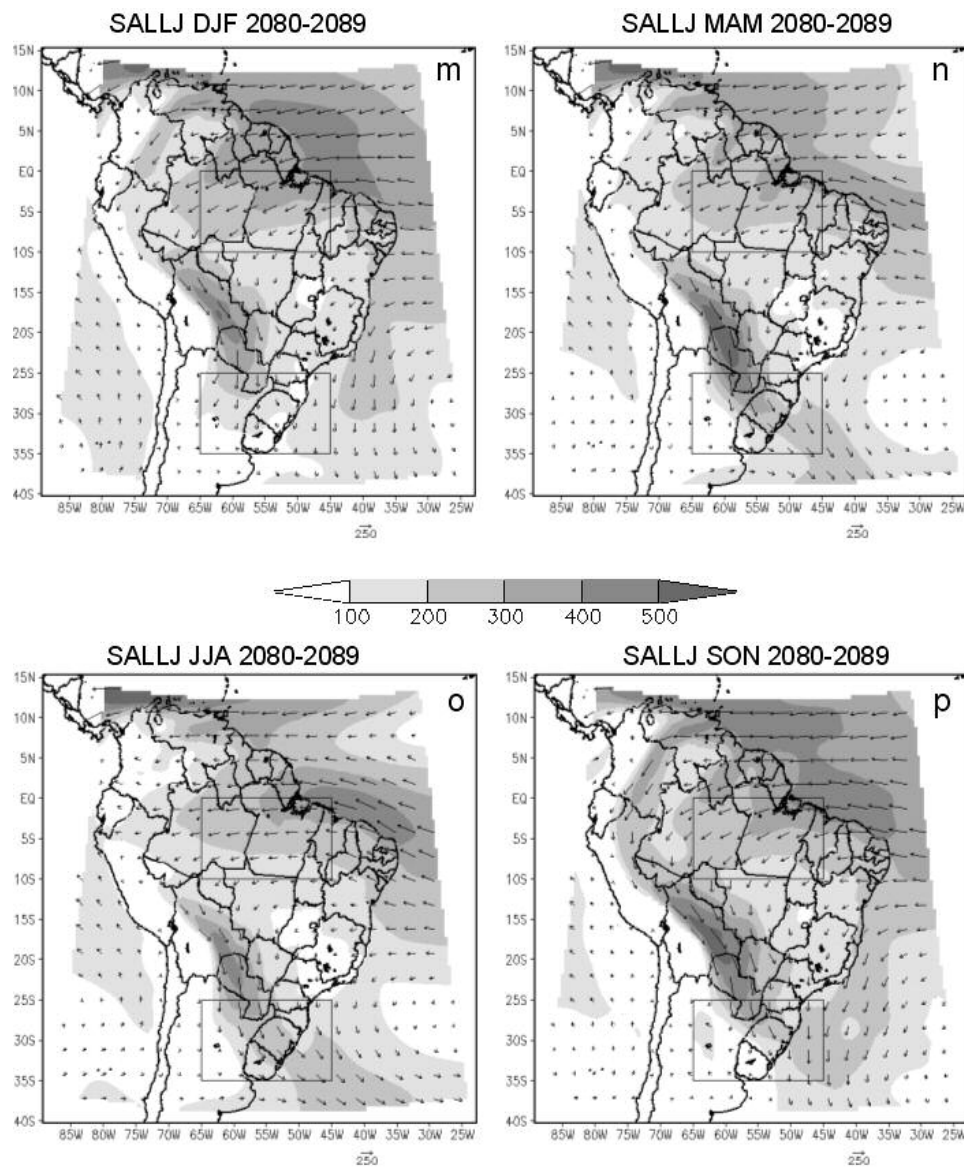 SALLJ DJF 2080-2089
SALLJ MAM 2080-2089
15N
m
10N
5N
EQ
5S
10S
15S
20S
25S
30S
35S
40S
85W 80W 75W 70W 65W 60W 55W 50W 45W 40W 35W 30W 25W
250
15N
n
10N
5N
EQ
5S
10S
15S
20S
25S
30S
35S
40S
85W 80W 75W 70W 65W 60W 55W 50W 45W 40W 35W 30W 25W
250
100 200 300 400 500
SALLJ JJA 2080-2089
SALLJ SON 2080-2089
15N
o
10N
5N
EQ
5S
10S
15S
20S
25S
30S
35S
40S
85W 80W 75W 70W 65W 60W 55W 50W 45W 40W 35W 30W 25W
250
15N
p
10N
5N
EQ
5S
10S
15S
20S
25S
30S
35S
40S
85W 80W 75W 70W 65W 60W 55W 50W 45W 40W 35W 30W 25W
250